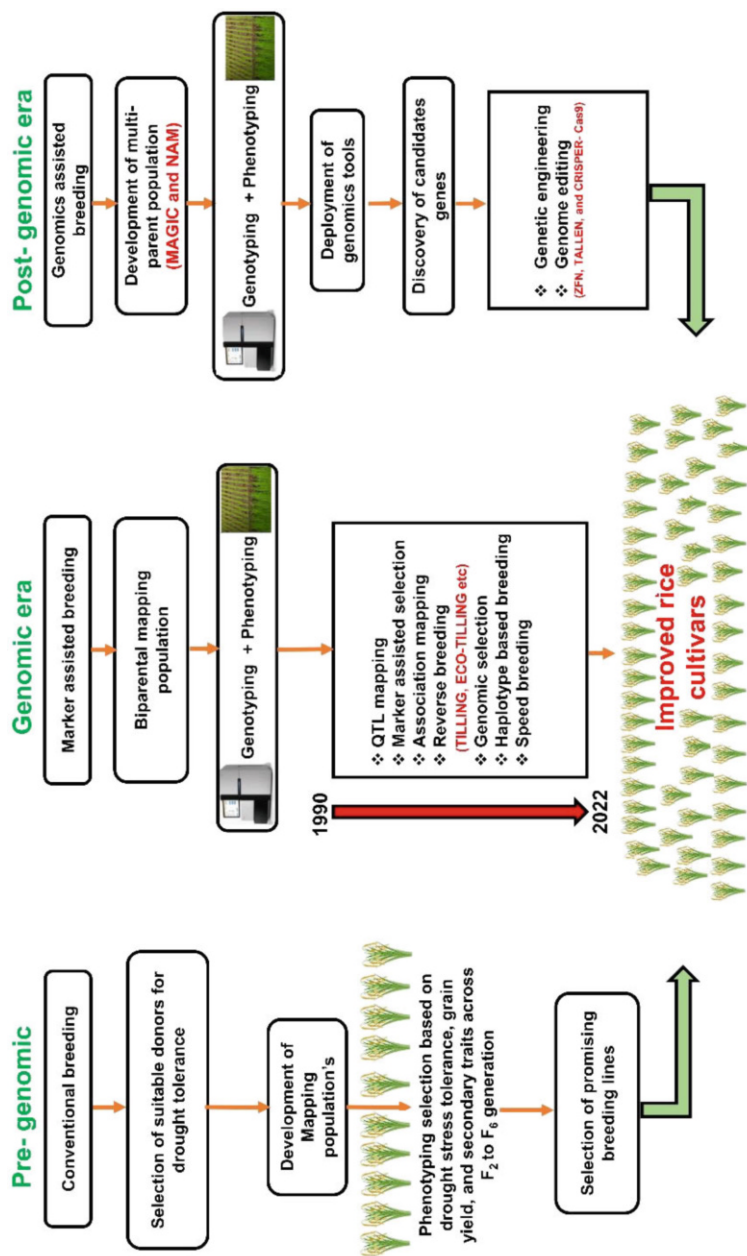 Pre- genomic
Conventional breeding
Selection of suitable donors for
drought tolerance
Development of
Mapping
population's
Phenotyping selection based on
drought stress tolerance, grain
yield, and secondary traits across
F₂ to F₆ generation
Selection of promising
breeding lines
Genomic era
Marker assisted breeding
Biparental mapping
population
Genotyping + Phenotyping
1990
2022
❖ QTL mapping
❖ Marker assisted selection
❖ Association mapping
❖ Reverse breeding
(TILLING, ECO-TILLING etc)
❖ Genomic selection
❖ Haplotype based breeding
❖ Speed breeding
Improved rice
cultivars
Post- genomic era
Genomics assisted
breeding
Development of multi-
parent population
(MAGIC and NAM)
Genotyping + Phenotyping
Deployment of
genomics tools
Discovery of candidates
genes
❖ Genetic engineering
❖ Genome editing
(ZFN, TALLEN, and CRISPER- Cas9)